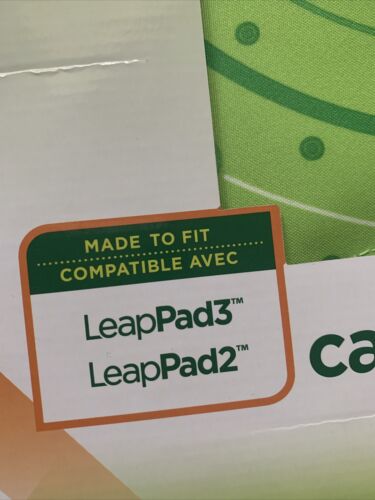 MADE TO FIT
COMPATIBLE AVEC
LeapPad3™
LeapPad2™
ca